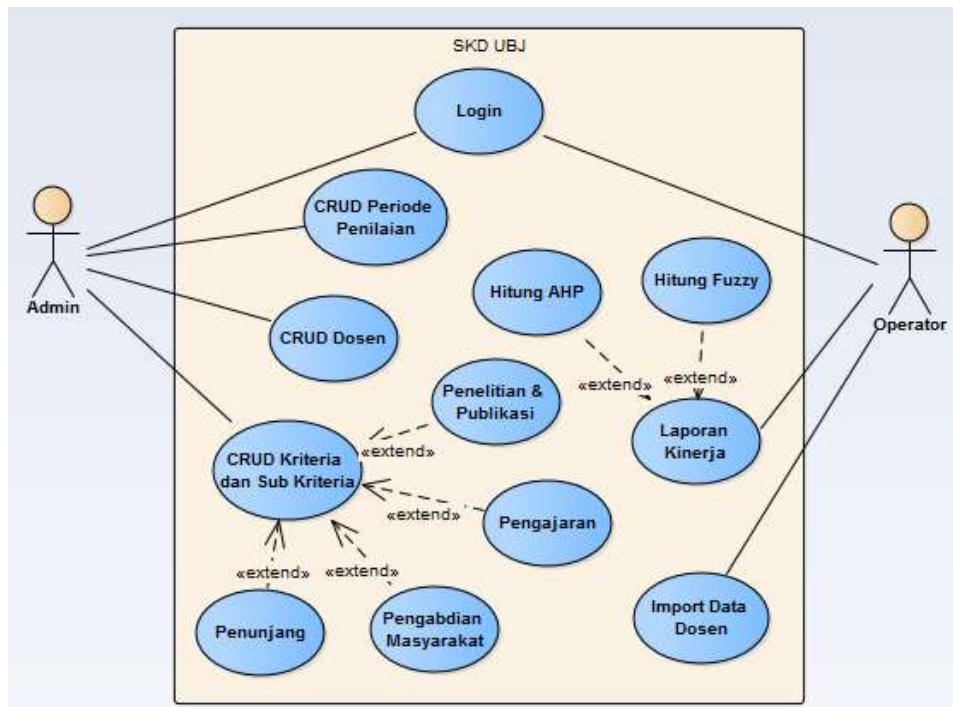 SKD UBJ
Login
CRUD Periode
Penilaian
Hitung AHP
Hitung Fuzzy
Admin
Operator
CRUD Dosen
«extend»
«extend»
Penelitian &
Publikasi
Laporan
Kinerja
«extend»
CRUD Kriteria
dan Sub Kriteria
«extend»
Pengajaran
«extend»
«extend»
Penunjang
Pengabdian
Masyarakat
Import Data
Dosen